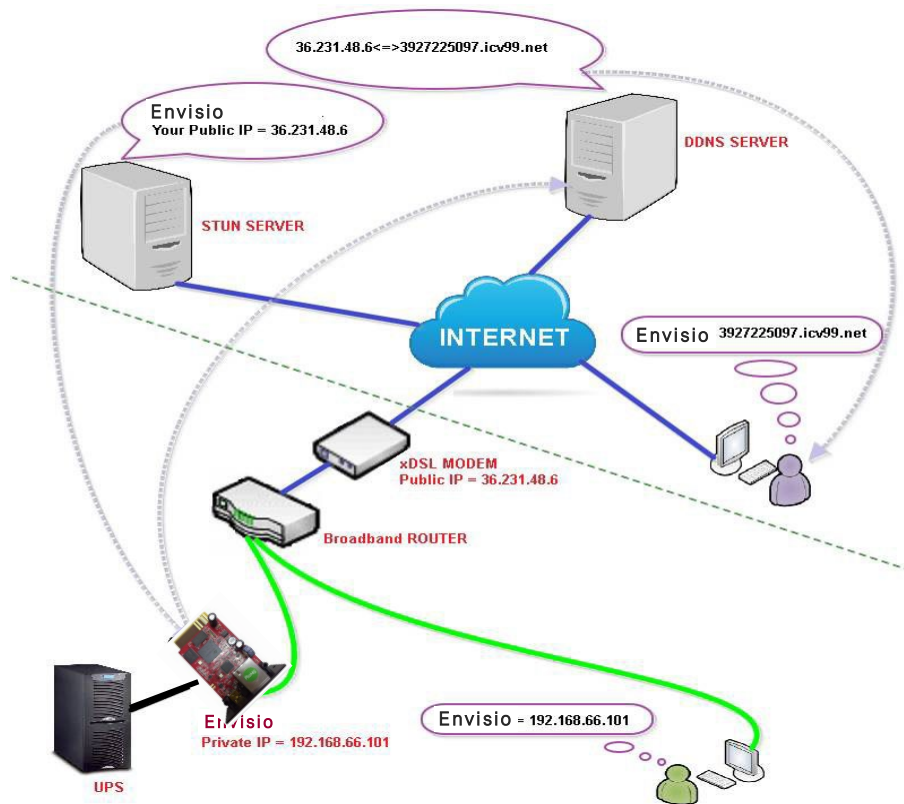 36.231.48.6<=>3927225097.icv99.net
Envisio
Your Public IP = 36.231.48.6
DDNS SERVER
STUN SERVER
INTERNET
Envisio 3927225097.icv99.net
xDSL MODEM
Public IP = 36.231.48.6
Broadband ROUTER
Envisio
Private IP = 192.168.66.101
Envisio = 192.168.66.101
UPS